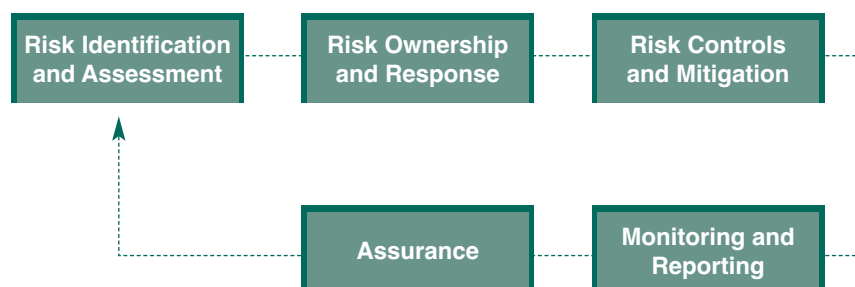 Risk Identification
and Assessment
Risk Ownership
and Response
Risk Controls
and Mitigation
Assurance
Monitoring and
Reporting